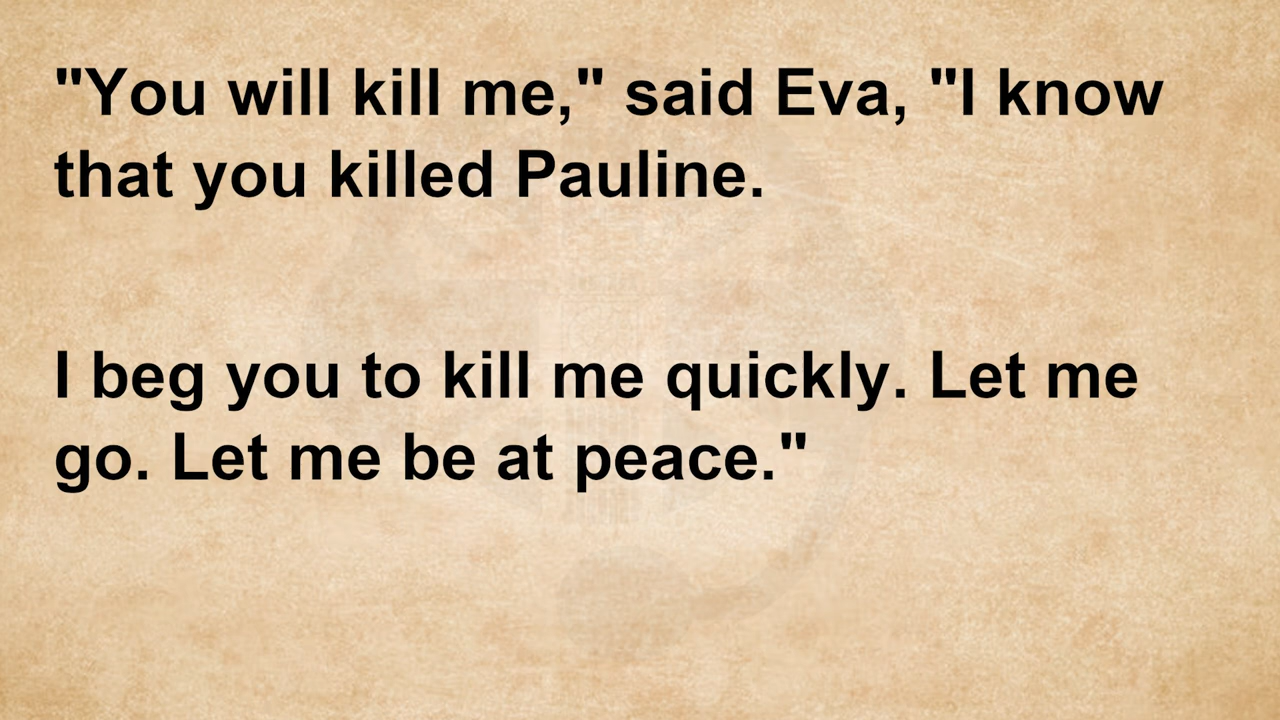 "You will kill me," said Eva, "I know
that you killed Pauline.
I beg you to kill me quickly. Let me
go. Let me be at peace."